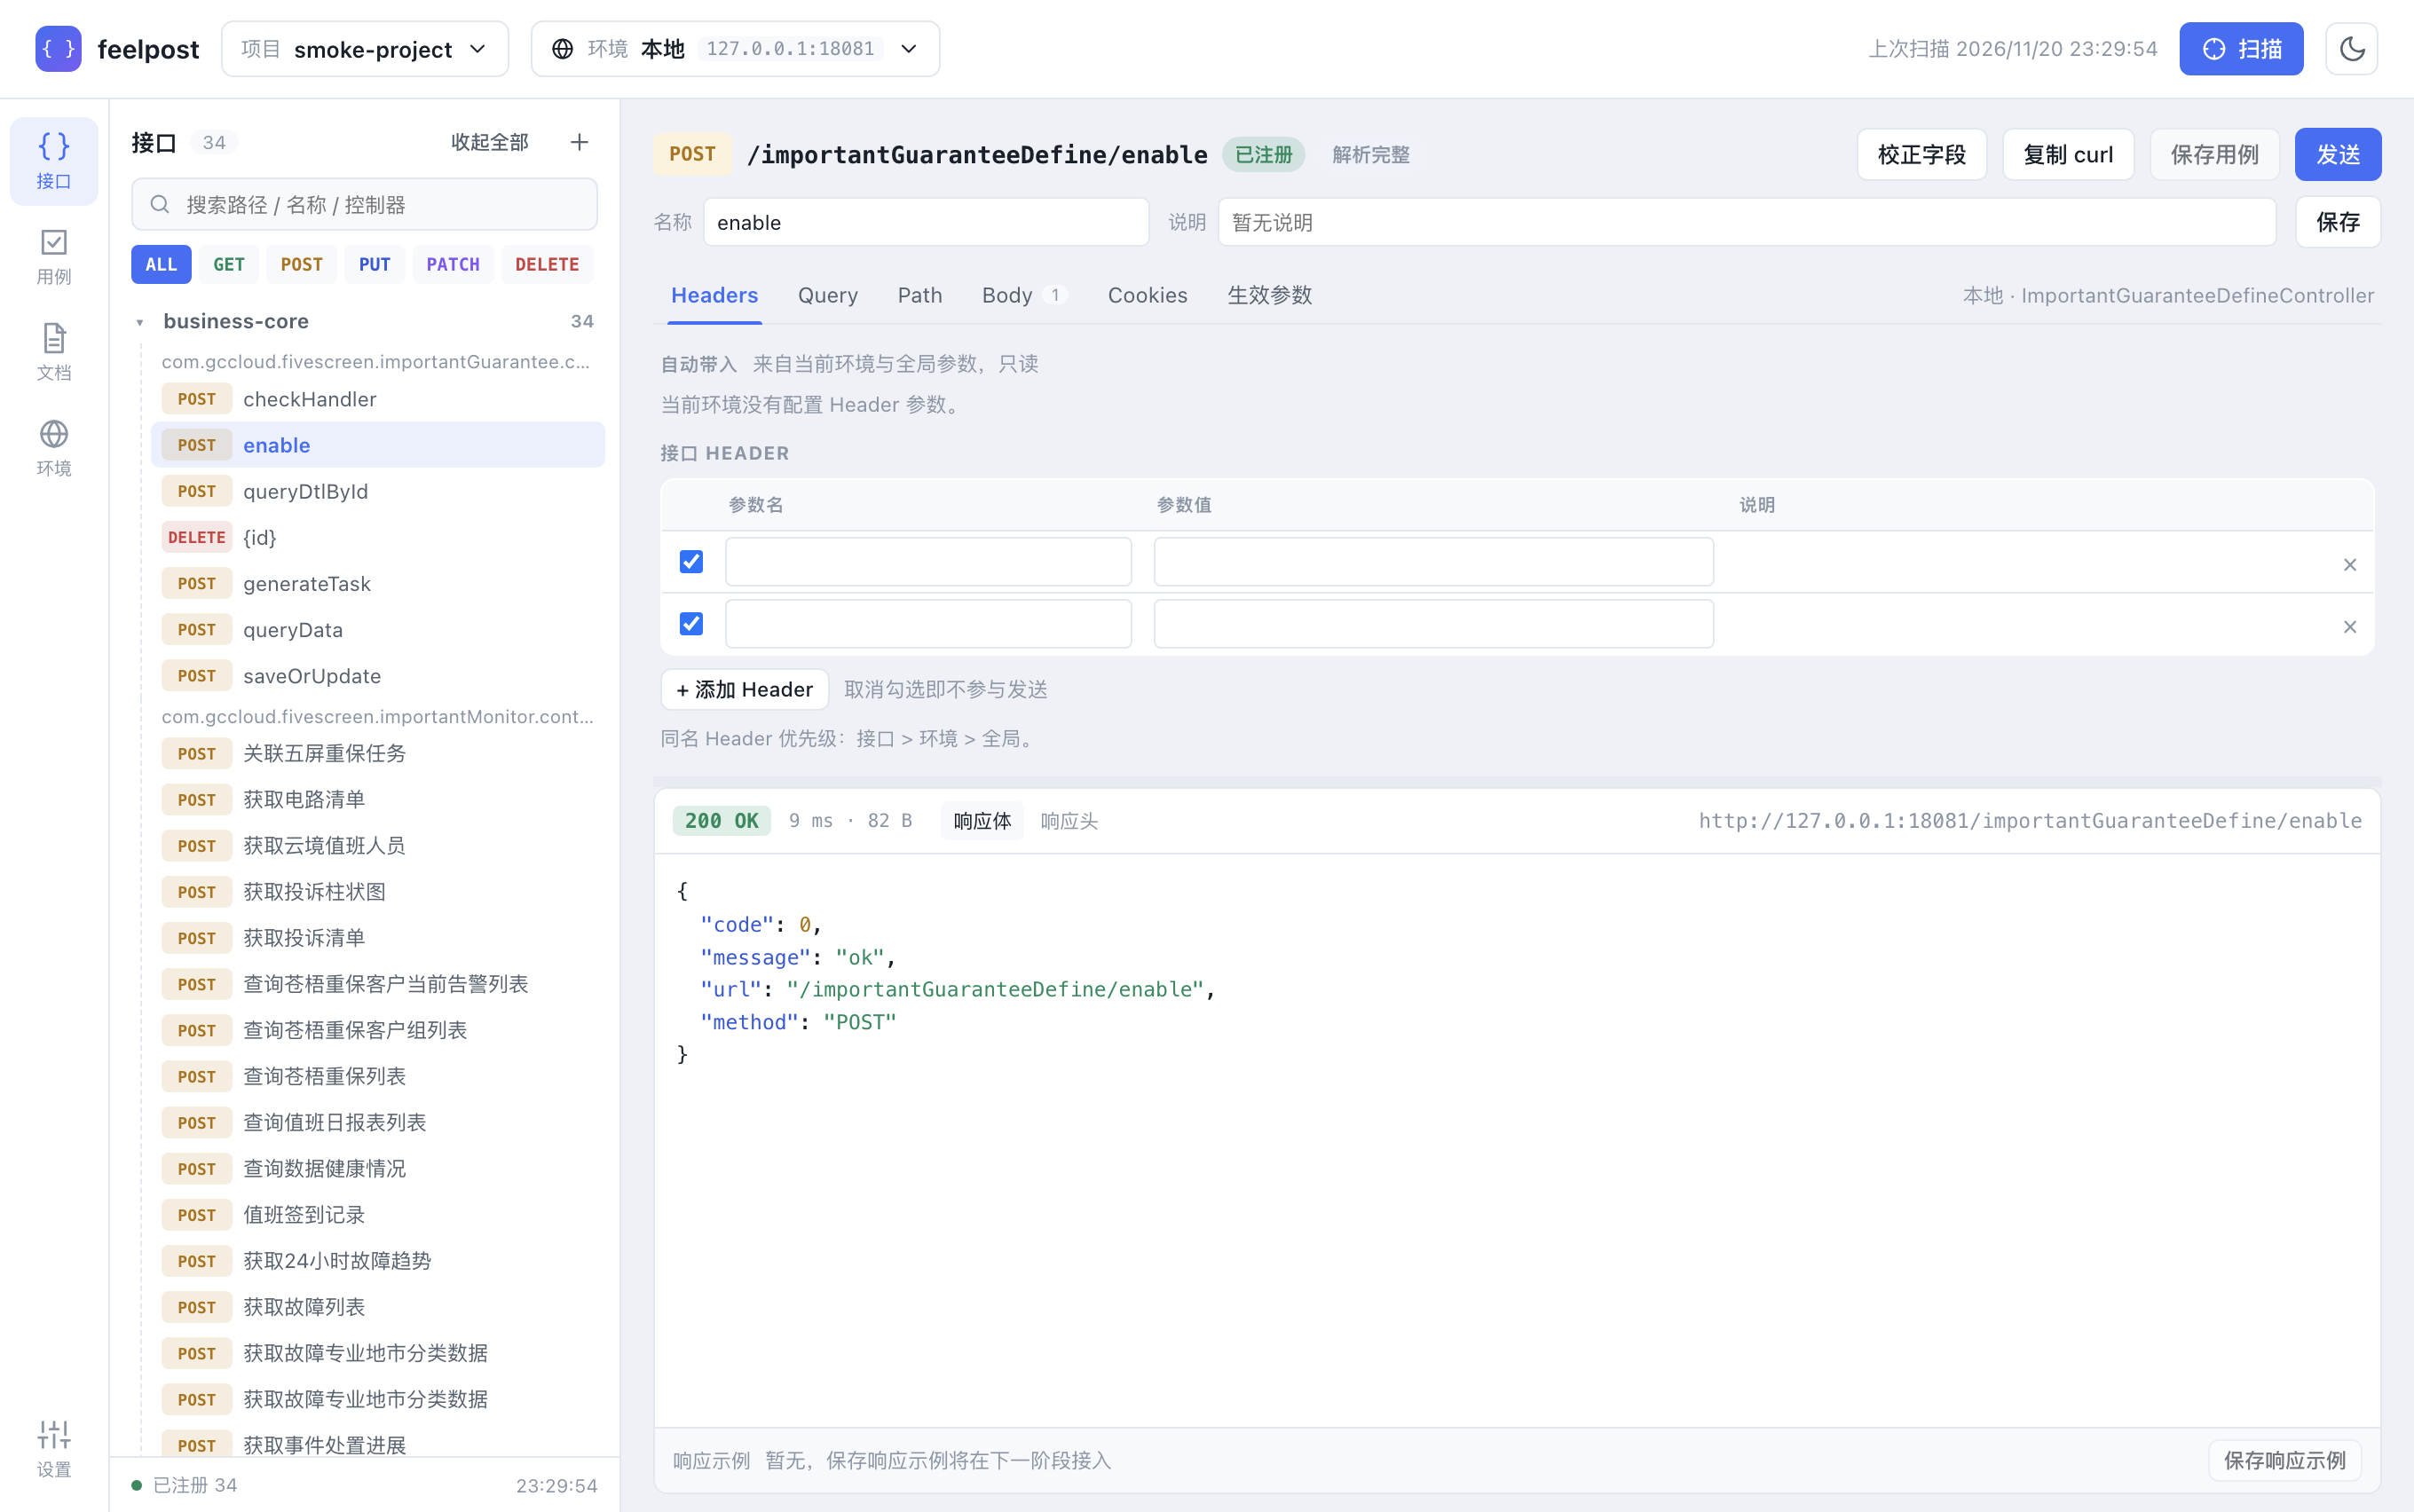 { } feelpost 项目 smoke-project 环境 本地 127.0.0.1:18081 上次扫描 2026/11/20 23:29:54 扫描
接口
用例
文档
环境
设置
接口 34 收起全部 +
搜索路径 / 名称 / 控制器
ALL GET POST PUT PATCH DELETE
business-core 34
com.gccloud.fivescreen.importantGuarantee.c...
POST checkHandler
POST enable
POST queryDtlById
DELETE {id}
POST generateTask
POST queryData
POST saveOrUpdate
com.gccloud.fivescreen.importantMonitor.cont...
POST 关联五屏重保任务
POST 获取电路清单
POST 获取云境值班人员
POST 获取投诉柱状图
POST 获取投诉清单
POST 查询苍梧重保客户当前告警列表
POST 查询苍梧重保客户组列表
POST 查询苍梧重保列表
POST 查询值班日报表列表
POST 查询数据健康情况
POST 值班签到记录
POST 获取24小时故障趋势
POST 获取故障列表
POST 获取故障专业地市分类数据
POST 获取故障专业地市分类数据
POST 获取事件处置进展
已注册 34 23:29:54
POST /importantGuaranteeDefine/enable 已注册 解析完整 校正字段 复制 curl 保存用例 发送
名称 enable 说明 暂无说明 保存
Headers Query Path Body 1 Cookies 生效参数 本地 · ImportantGuaranteeDefineController
自动带入 来自当前环境与全局参数，只读
当前环境没有配置 Header 参数。
接口 HEADER
参数名 参数值 说明
×
×
+ 添加 Header 取消勾选即不参与发送
同名 Header 优先级：接口 > 环境 > 全局。
200 OK 9 ms · 82 B 响应体 响应头 http://127.0.0.1:18081/importantGuaranteeDefine/enable
{
"code": 0,
"message": "ok",
"url": "/importantGuaranteeDefine/enable",
"method": "POST"
}
响应示例 暂无，保存响应示例将在下一阶段接入 保存响应示例